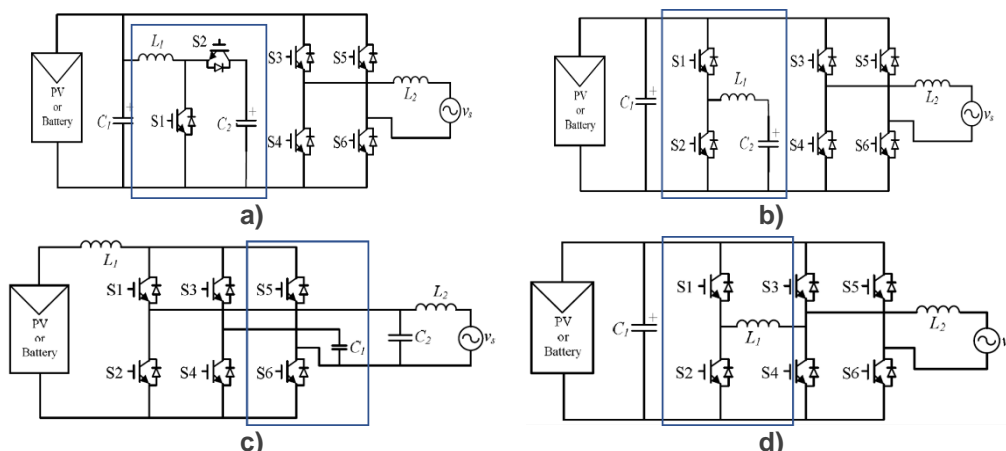 PV
or
Battery
C₁
+
L₁
S1
S2
C₂
+
S3
S4
S5
S6
L₂
vₛ
a)
PV
or
Battery
C₁
+
S1
S2
L₁
C₂
+
S3
S4
S5
S6
L₂
vₛ
b)
PV
or
Battery
L₁
S1
S2
S3
S4
S5
S6
C₁
C₂
L₂
vₛ
c)
PV
or
Battery
C₁
+
S1
S2
L₁
S3
S4
S5
S6
L₂
v
d)